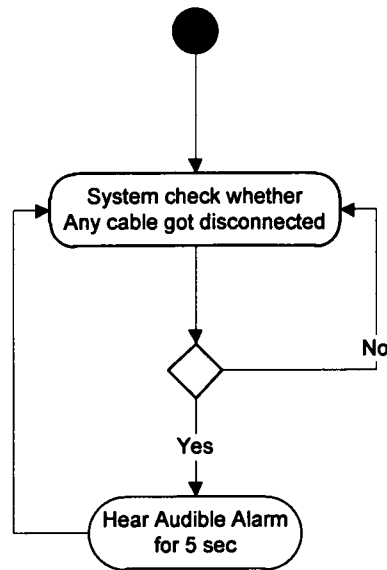 System check whether
Any cable got disconnected
No
Yes
Hear Audible Alarm
for 5 sec